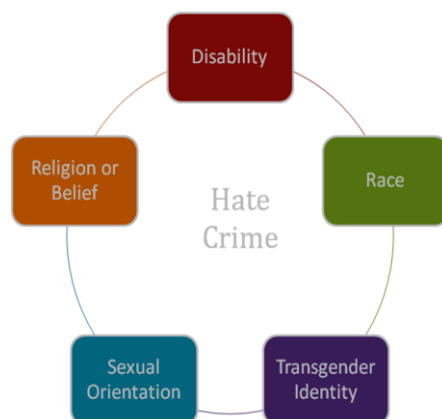 Disability
Religion or
Belief
Race
Hate
Crime
Sexual
Orientation
Transgender
Identity